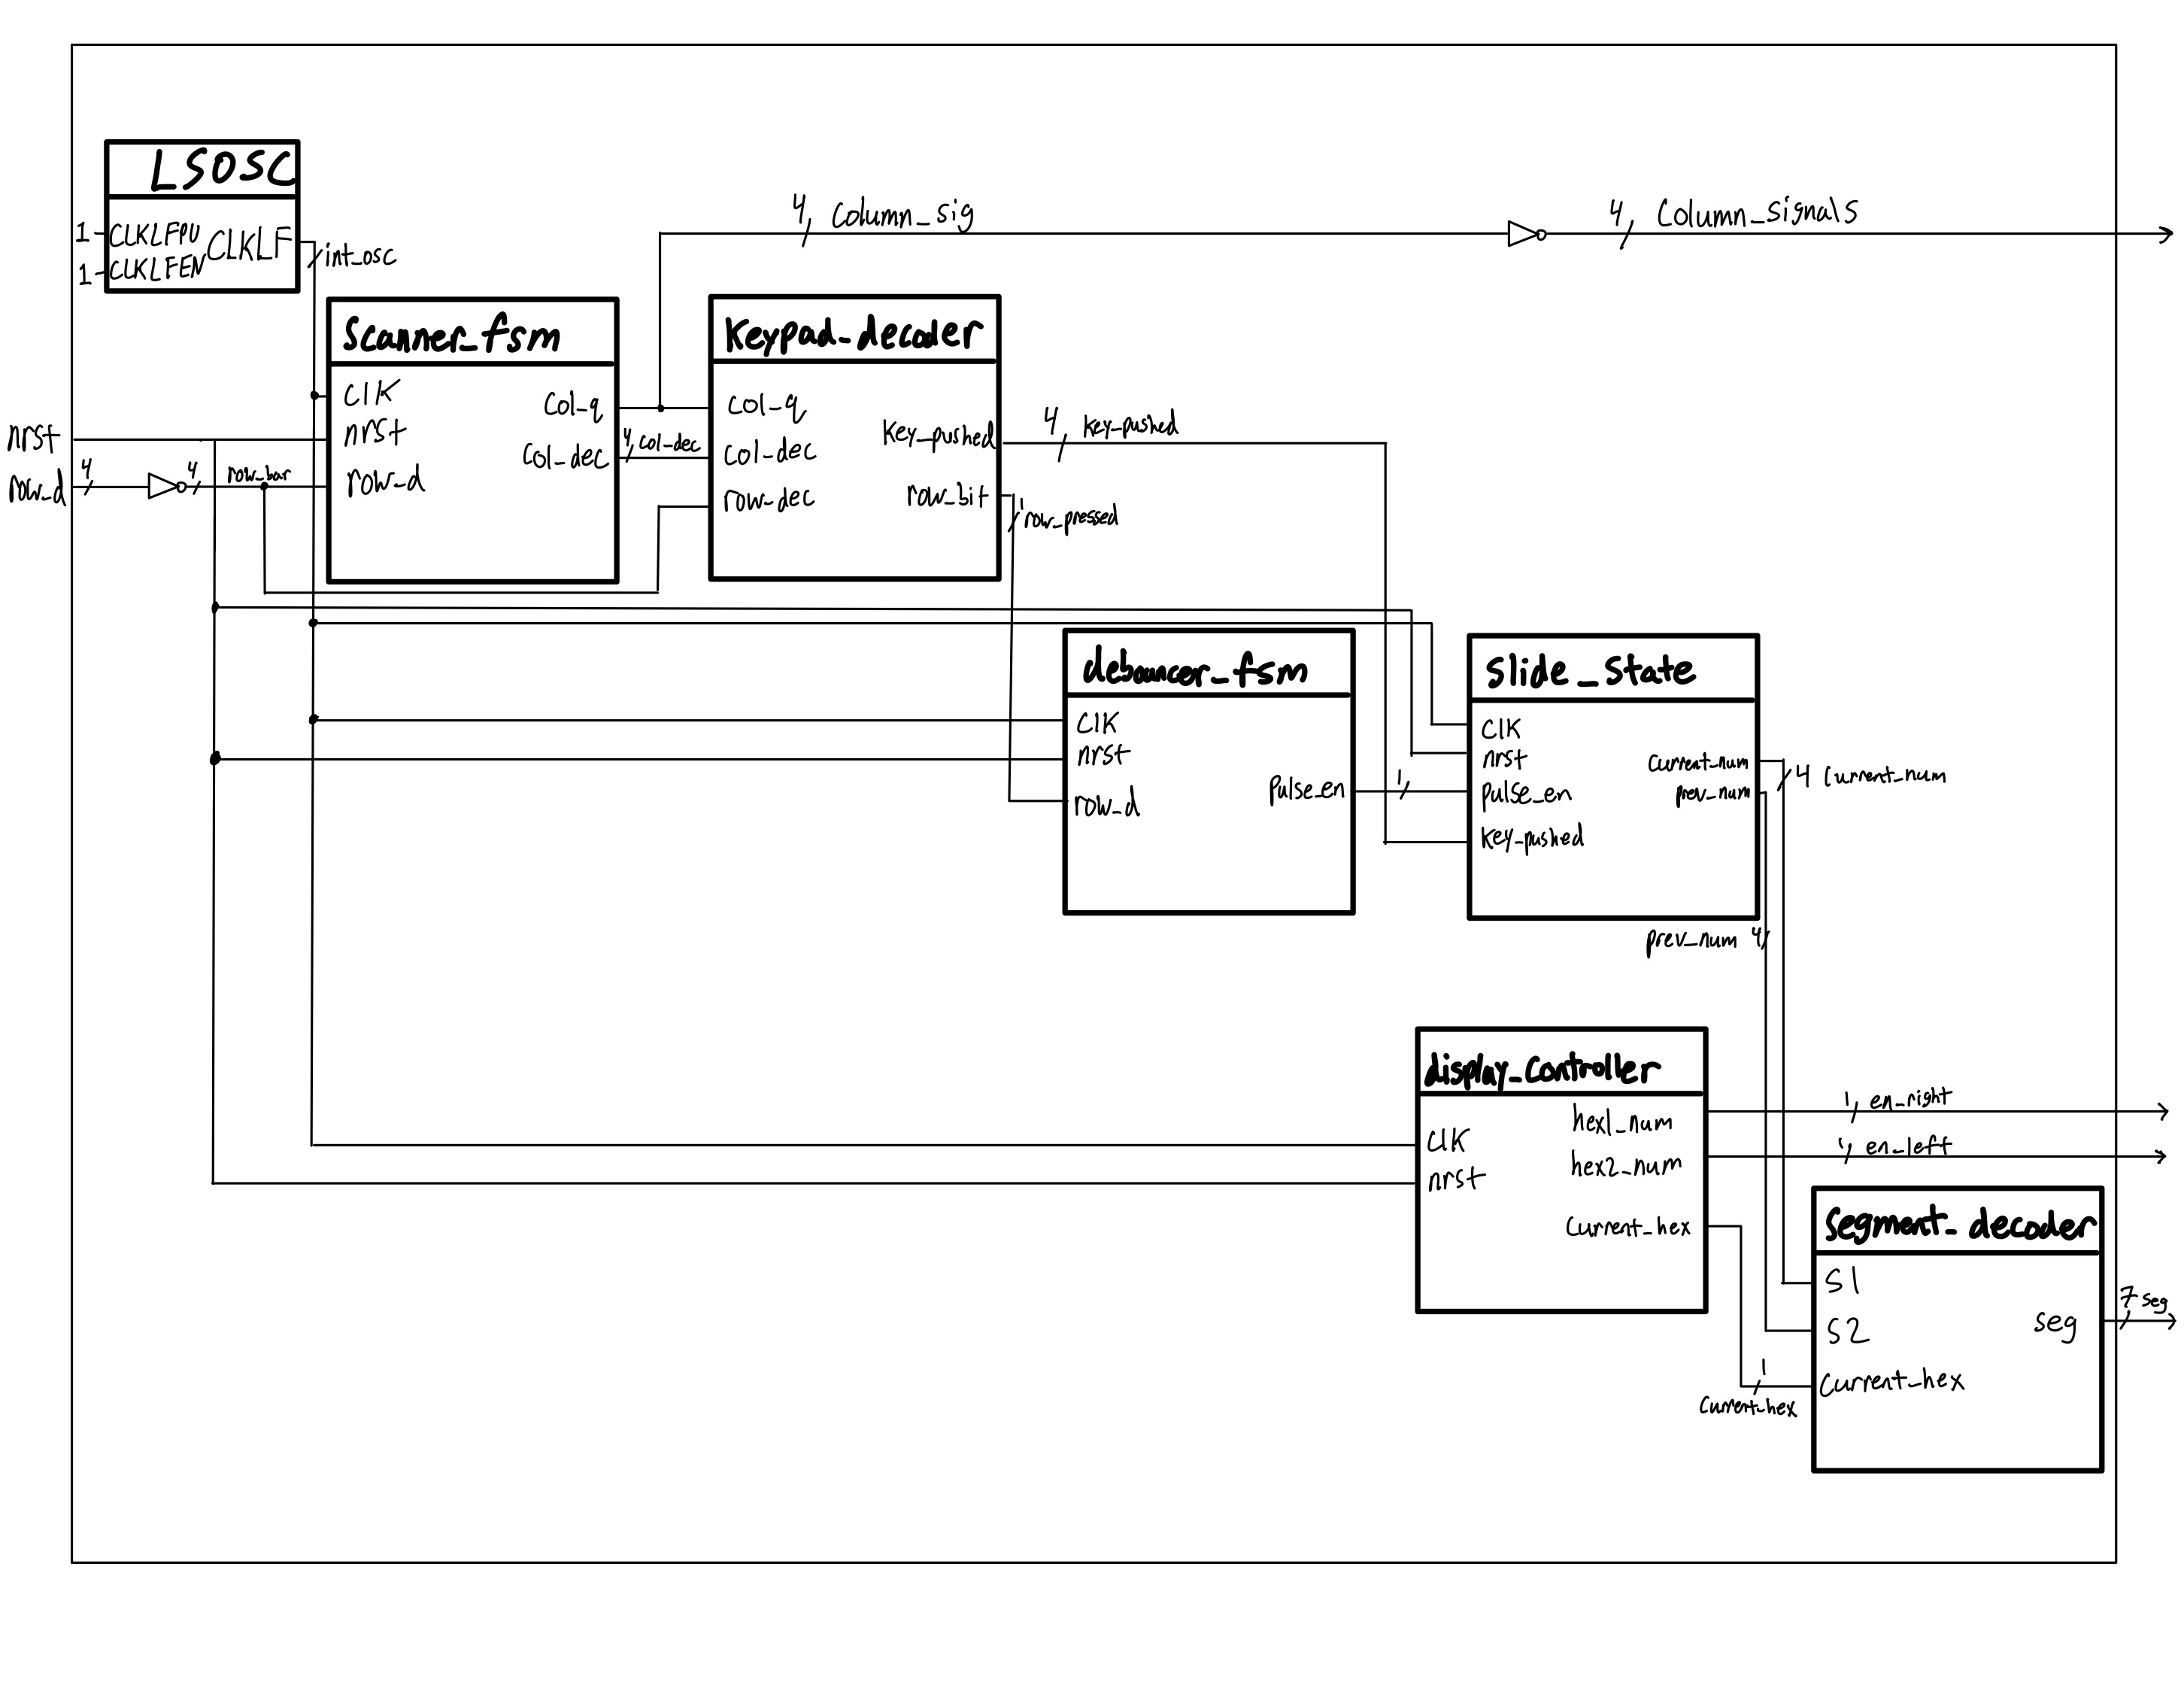 LSOSC
1 CLKLFPU CLKLF
1 CLKLFEN
int_osc
4 Column_sig
4 Column_signals
Scanner_fsm
clk
nrst
row_d
Col_q
Col_dec
nrst
row_d
4
4
row_bar
4 col_dec
Keypad_decoder
col_q
col_dec
row_dec
Key_pushed
row_bit
4 key_pushed
1
row_pressed
debouncer_fsm
clk
nrst
row_d
Pulse_en
1
Slide_State
clk
nrst
pulse_en
key_pushed
current_num
prev_num
4 current_num
prev_num 4
display_controller
clk
nrst
hex1_num
hex2_num
current_hex
1 en_right
1 en_left
1
current_hex
Segment_decoder
S1
S2
current_hex
seg
7 seg